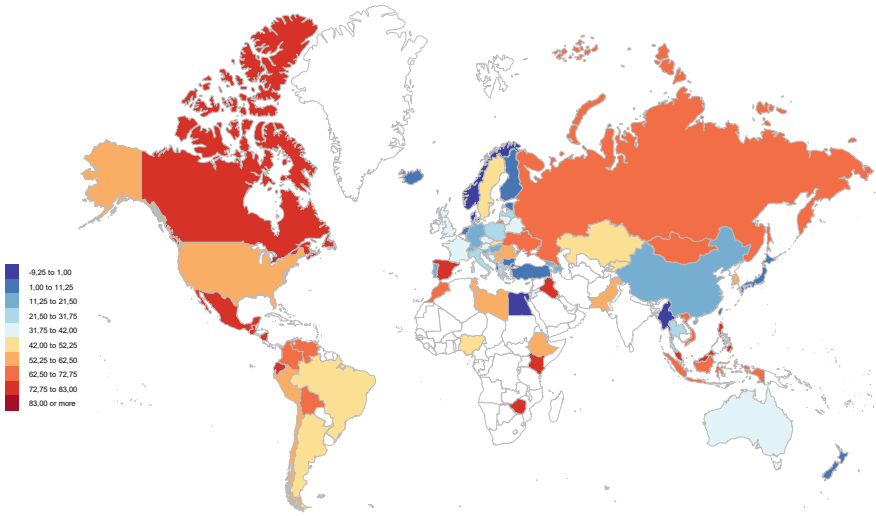 -9,25 to 1,00
1,00 to 11,25
11,25 to 21,50
21,50 to 31,75
31,75 to 42,00
42,00 to 52,25
52,25 to 62,50
62,50 to 72,75
72,75 to 83,00
83,00 or more